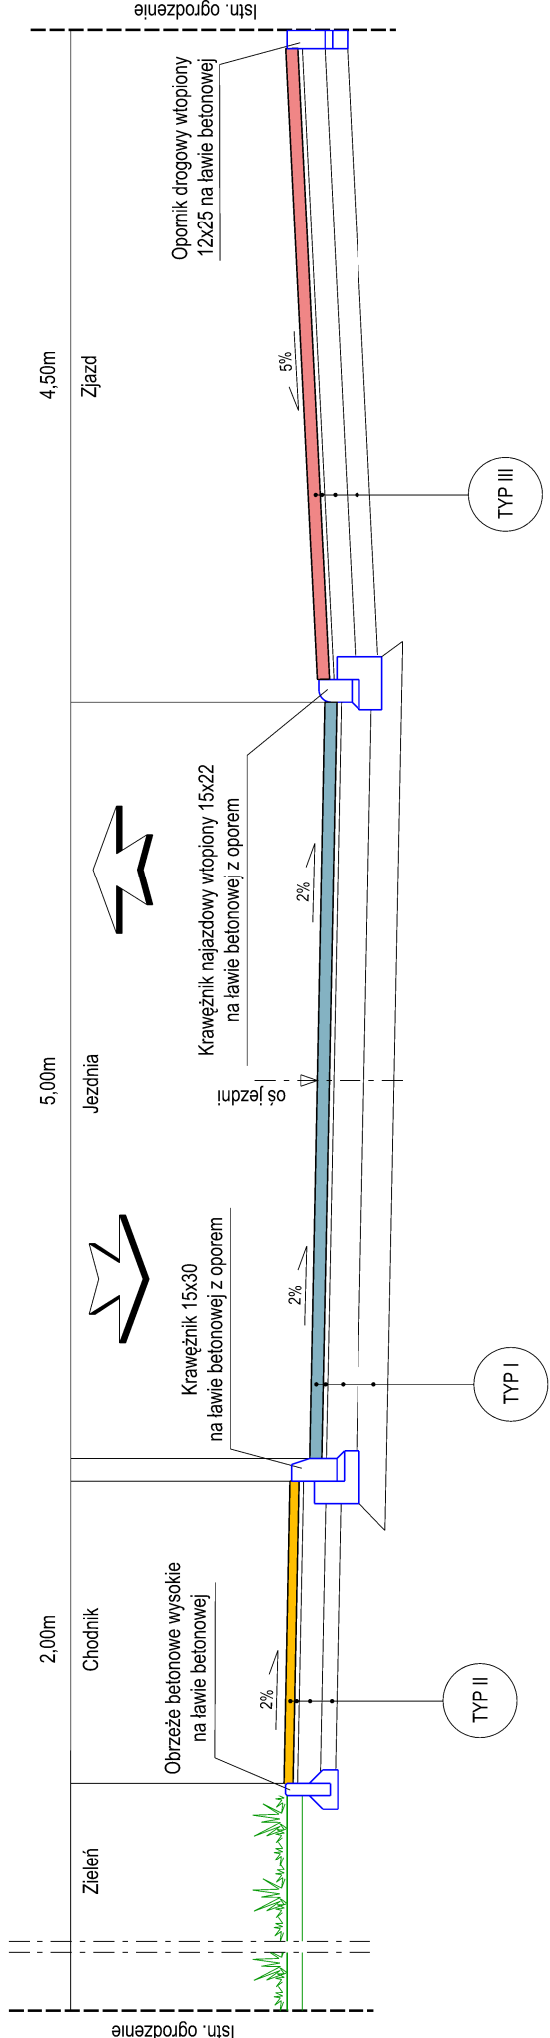 Istn. ogrodzenie
Zieleń
2,00m
Chodnik
5,00m
Jezdnia
4,50m
Zjazd
Istn. ogrodzenie
Obrzeże betonowe wysokie
na ławie betonowej
Krawężnik 15x30
na ławie betonowej z oporem
oś jezdni
Krawężnik najazdowy wtopiony 15x22
na ławie betonowej z oporem
Opornik drogowy wtopiony
12x25 na ławie betonowej
2%
2%
2%
5%
TYP II
TYP I
TYP III